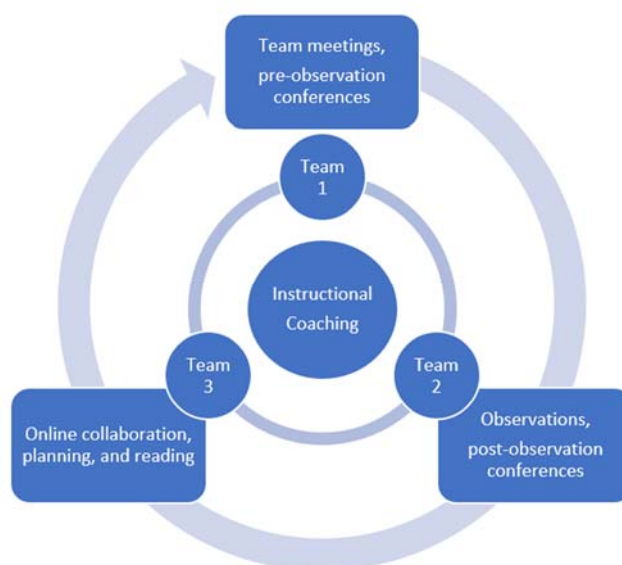 Team meetings,
pre-observation
conferences
Team
1
Instructional
Coaching
Team
3
Team
2
Online collaboration,
planning, and reading
Observations,
post-observation
conferences